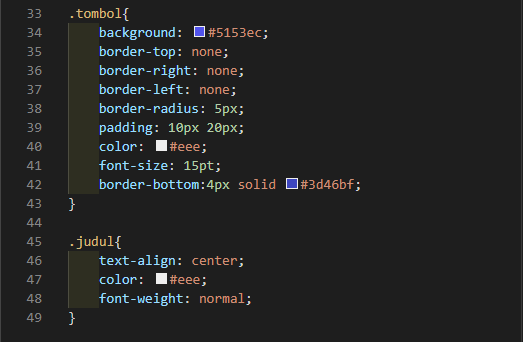 33 .tombol{
34     background: #5153ec;
35     border-top: none;
36     border-right: none;
37     border-left: none;
38     border-radius: 5px;
39     padding: 10px 20px;
40     color: #eee;
41     font-size: 15pt;
42     border-bottom:4px solid #3d46bf;
43 }
44
45 .judul{
46     text-align: center;
47     color: #eee;
48     font-weight: normal;
49 }